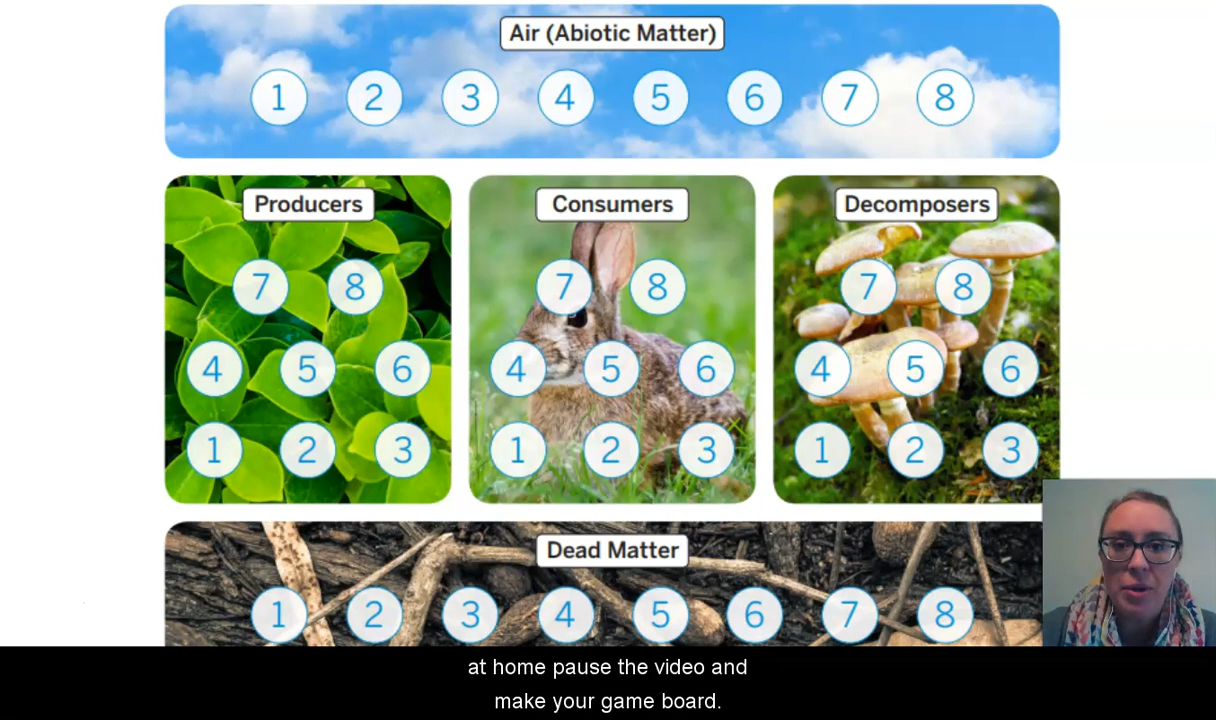 Air (Abiotic Matter)
1 2 3 4 5 6 7 8
Producers
7 8
4 5 6
1 2 3
Consumers
7 8
4 5 6
1 2 3
Decomposers
7 8
4 5 6
1 2 3
Dead Matter
1 2 3 4 5 6 7 8
at home pause the video and
make your game board.